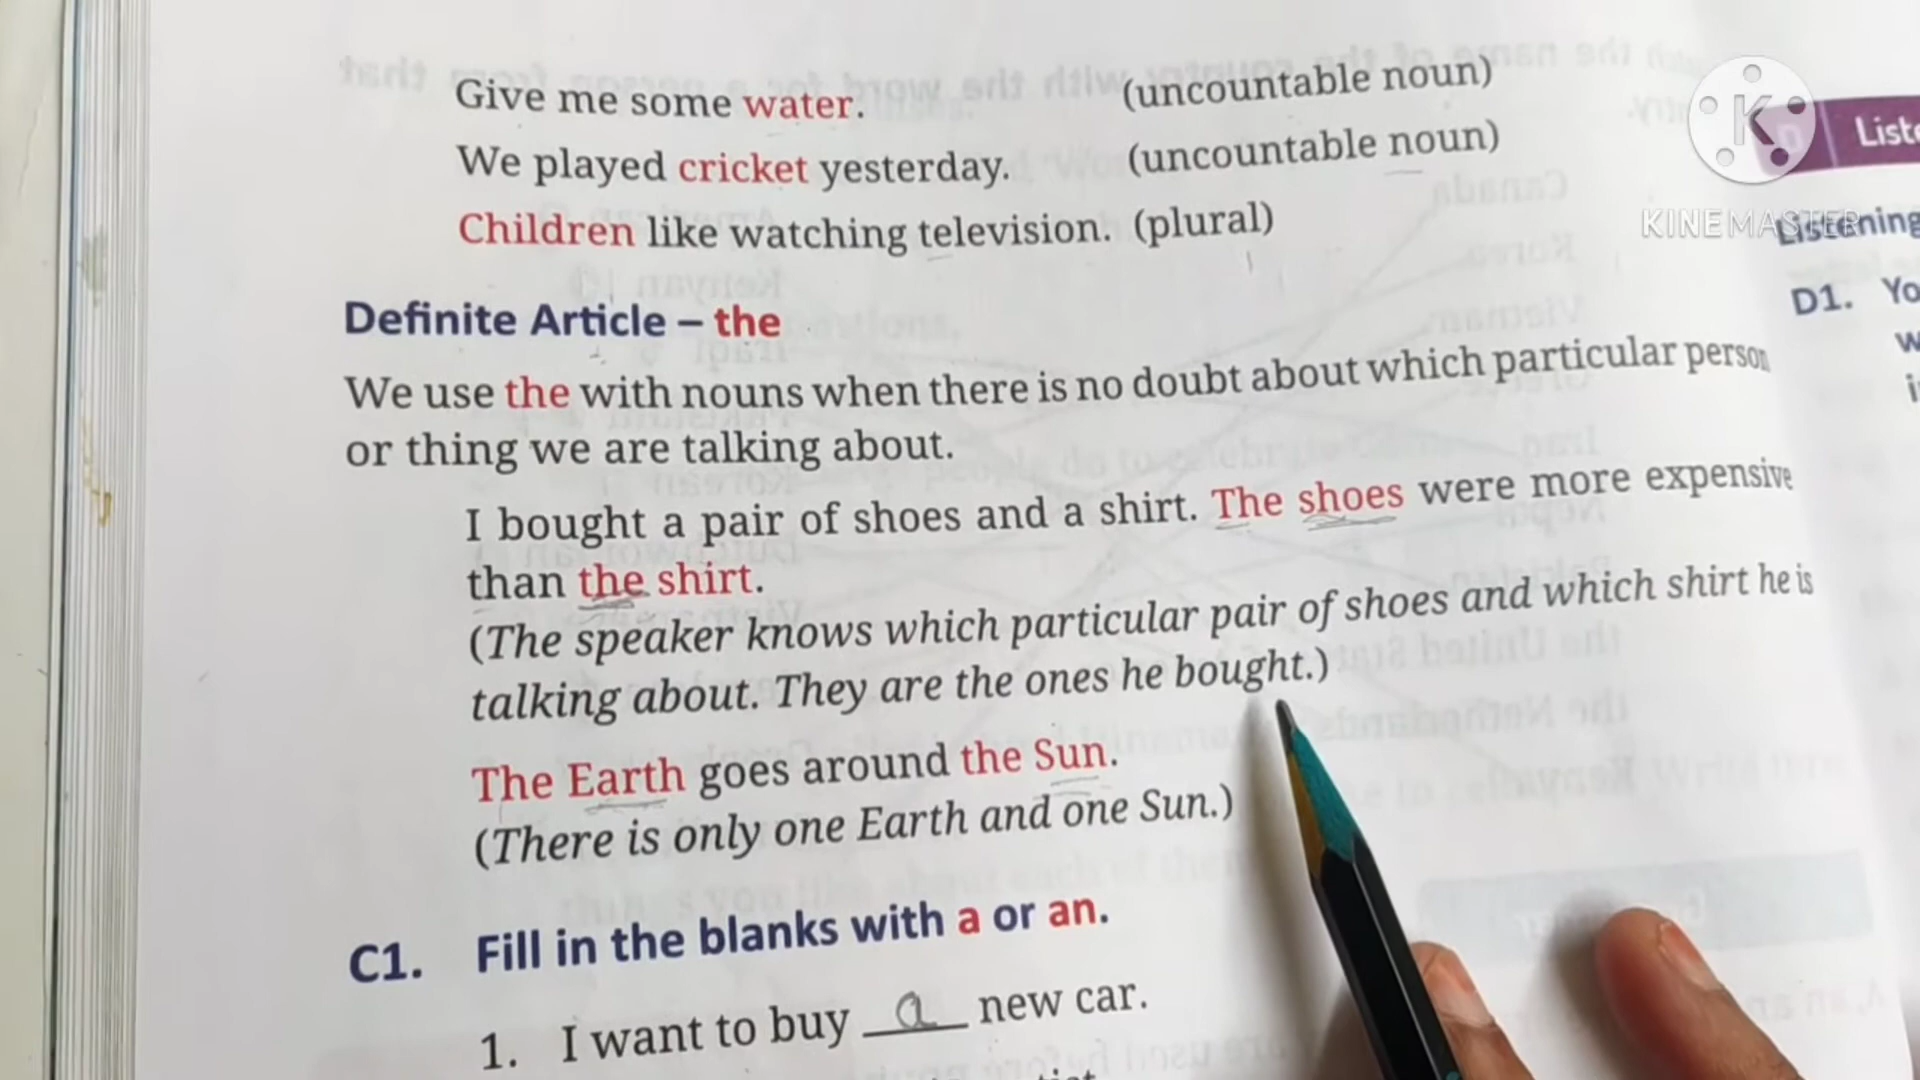 Give me some water. (uncountable noun)
We played cricket yesterday. (uncountable noun)
Children like watching television. (plural)
Definite Article – the
We use the with nouns when there is no doubt about which particular person
or thing we are talking about.
I bought a pair of shoes and a shirt. The shoes were more expensive
than the shirt.
(The speaker knows which particular pair of shoes and which shirt he is
talking about. They are the ones he bought.)
The Earth goes around the Sun.
(There is only one Earth and one Sun.)
C1. Fill in the blanks with a or an.
1. I want to buy a new car.
K
KINEMASTER
Listening
D1.